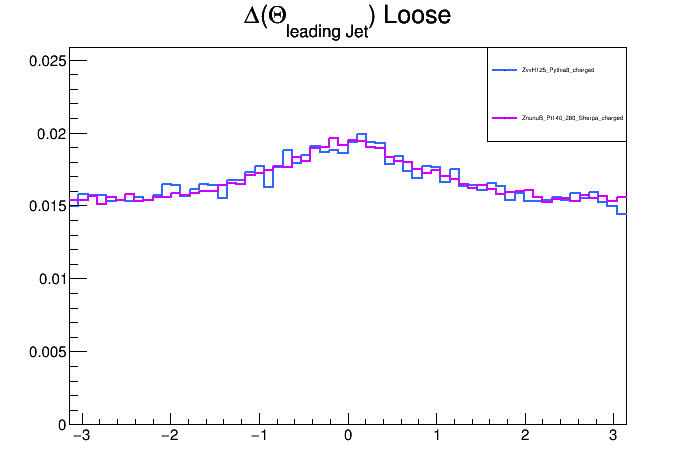 Δ(Θ leading Jet) Loose
ZvvH125_Pythia8_charged
ZnunuB_Pt140_280_Sherpa_charged
0.025
0.02
0.015
0.01
0.005
0
−3 −2 −1 0 1 2 3